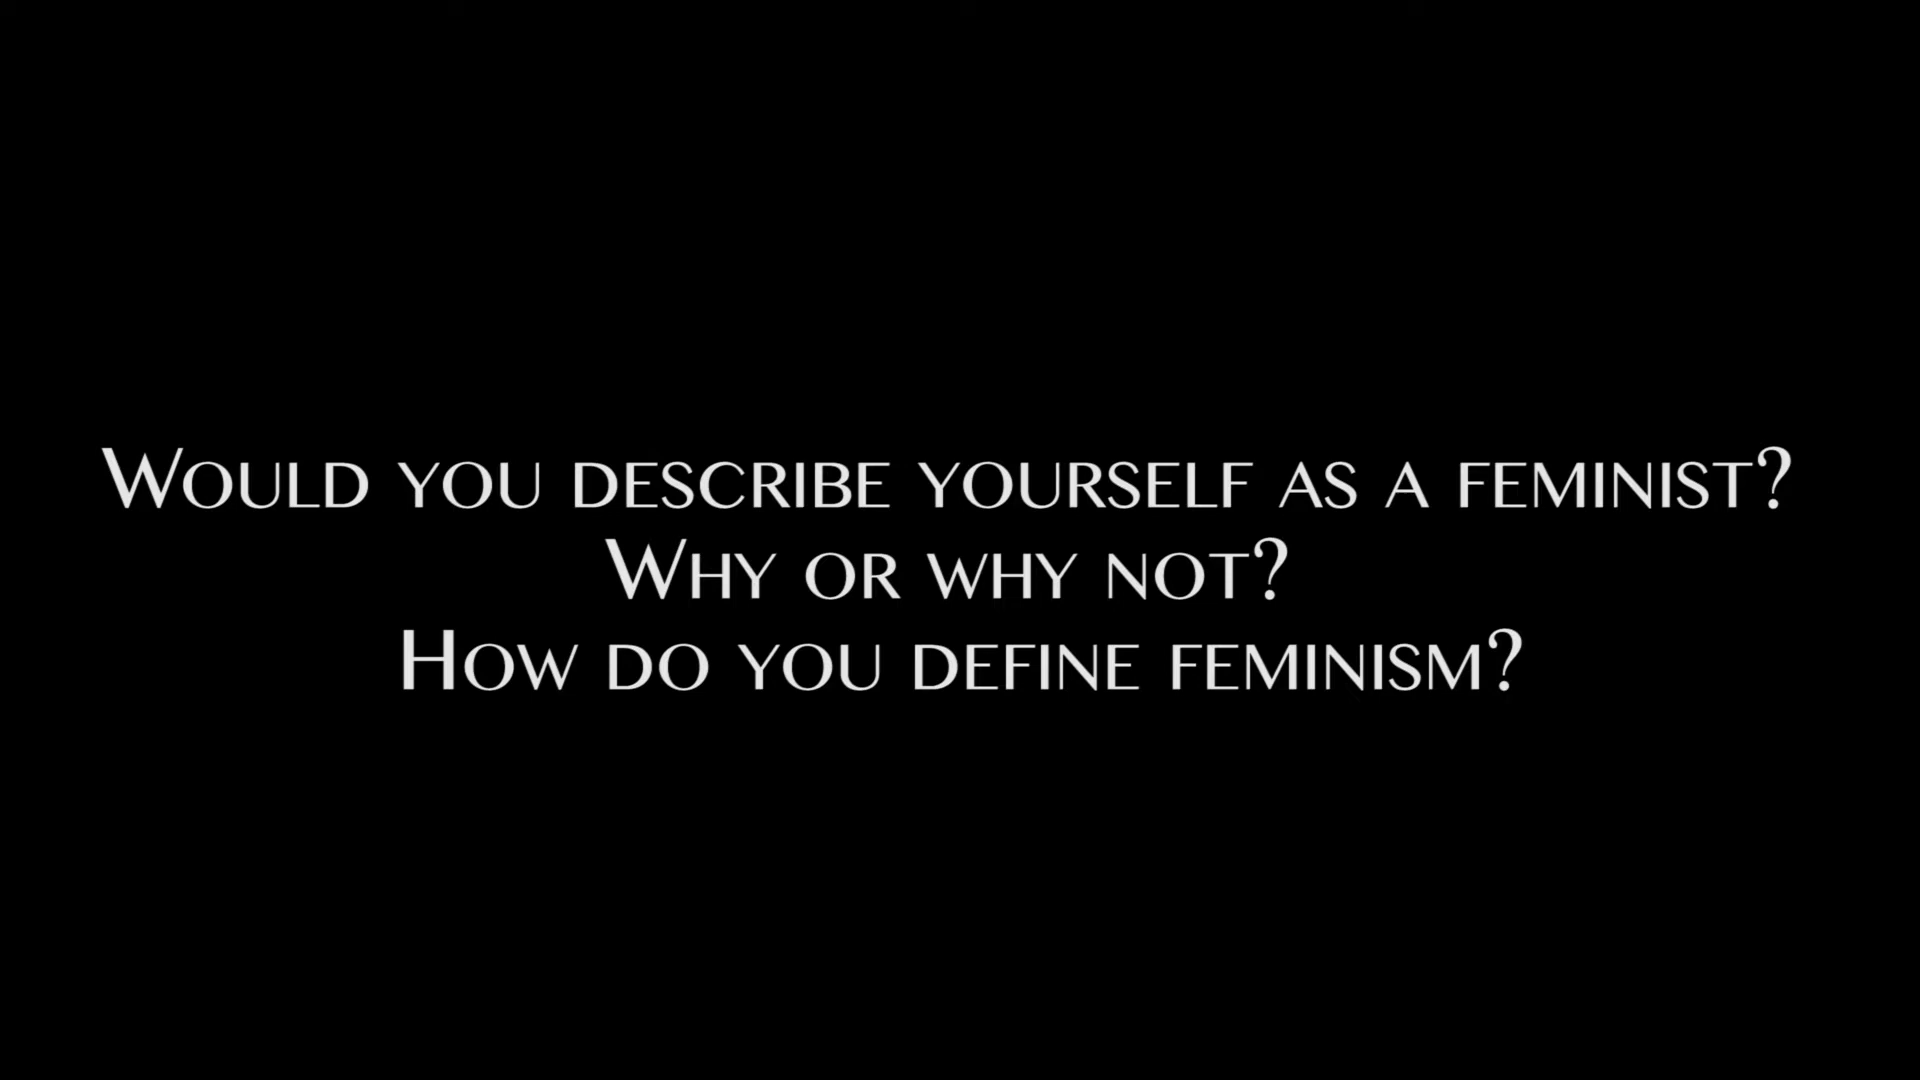 Would you describe yourself as a feminist?
Why or why not?
How do you define feminism?